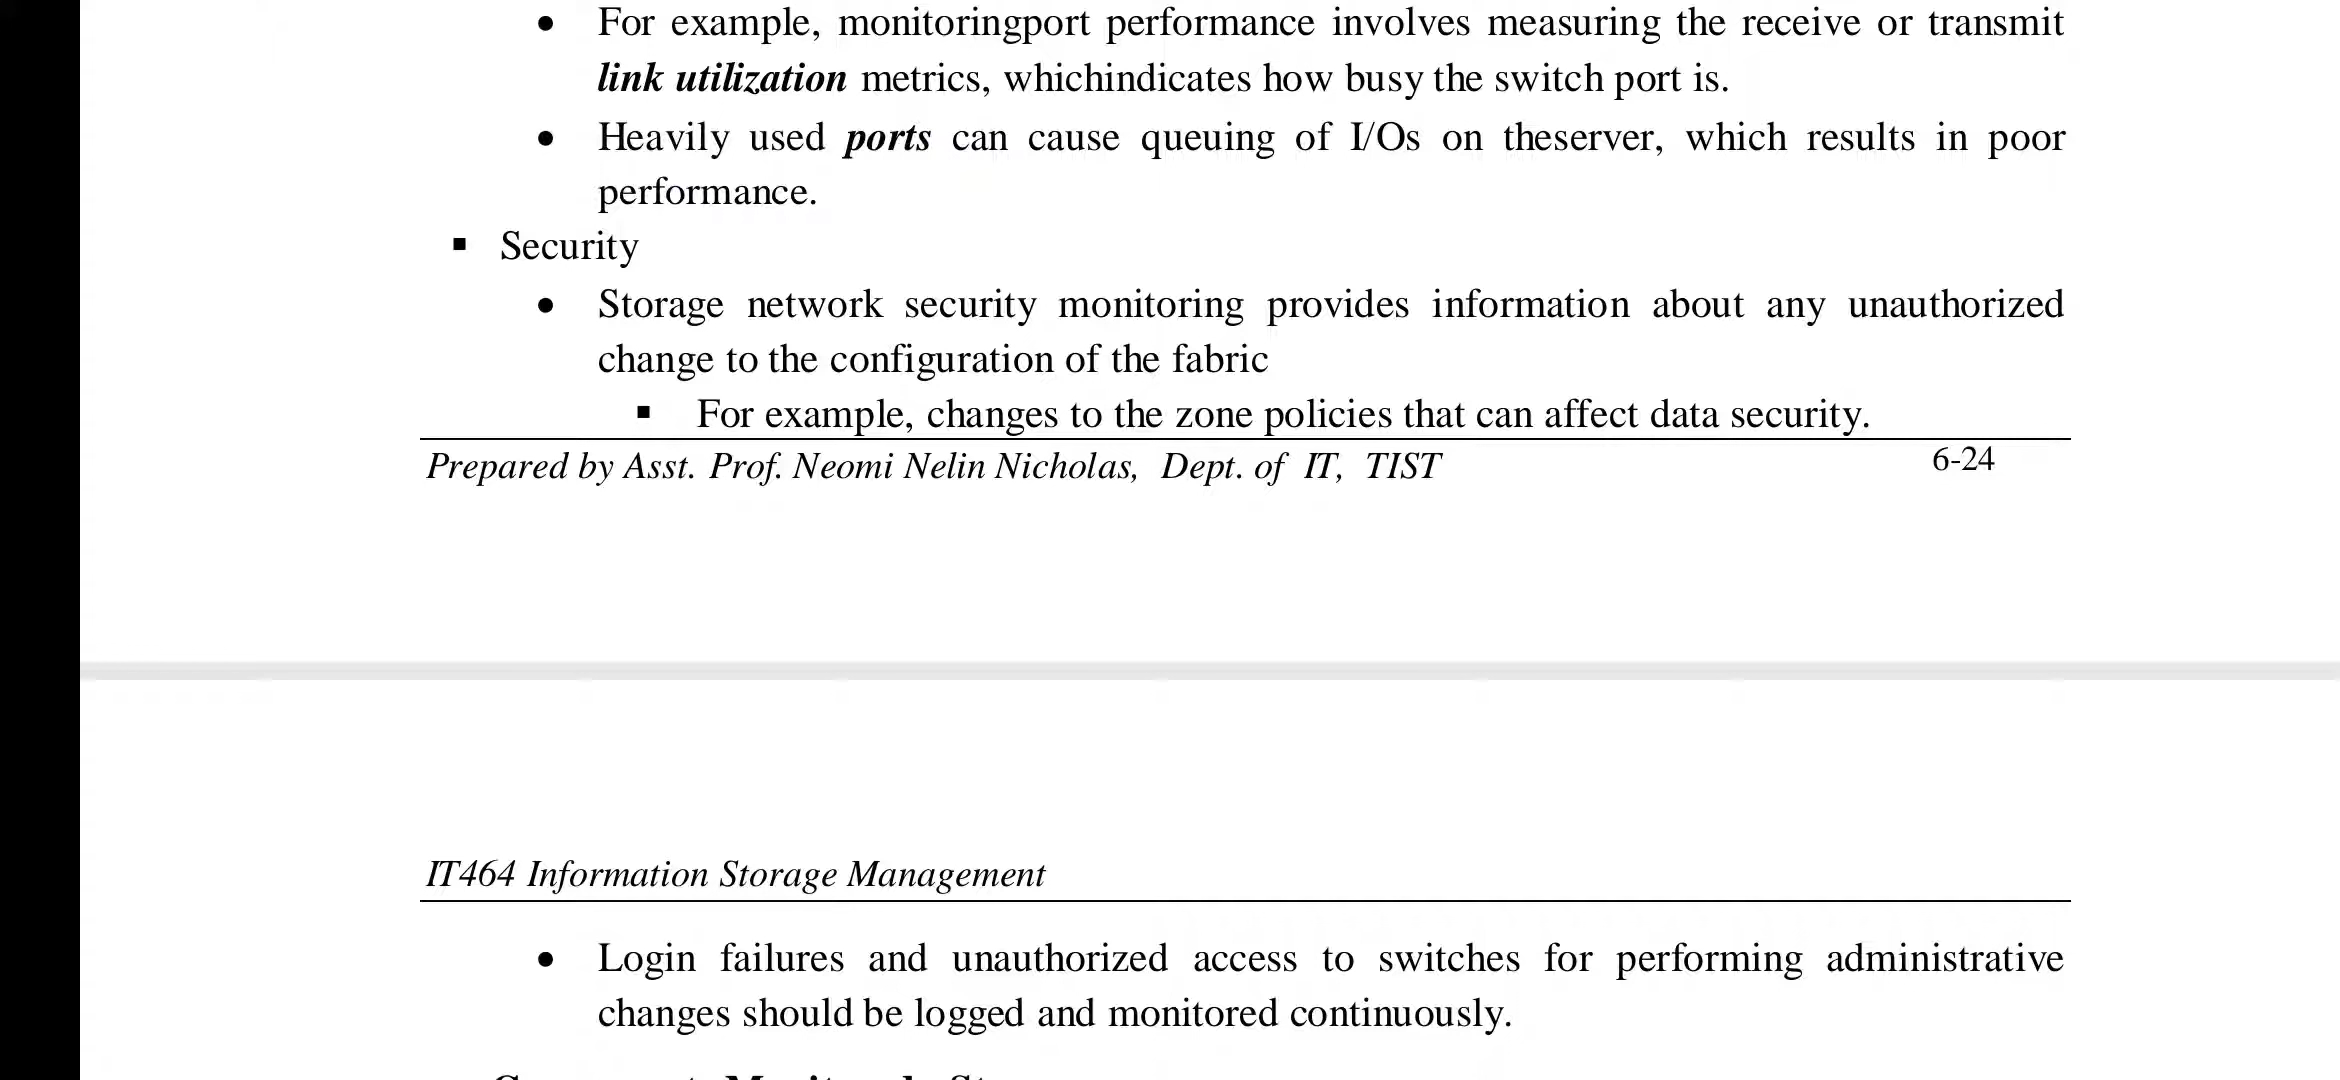 • For example, monitoringport performance involves measuring the receive or transmit
link utilization metrics, whichindicates how busy the switch port is.
• Heavily used ports can cause queuing of I/Os on theserver, which results in poor
performance.
▪ Security
• Storage network security monitoring provides information about any unauthorized
change to the configuration of the fabric
▪ For example, changes to the zone policies that can affect data security.
Prepared by Asst. Prof. Neomi Nelin Nicholas, Dept. of IT, TIST 6-24
IT464 Information Storage Management
• Login failures and unauthorized access to switches for performing administrative
changes should be logged and monitored continuously.